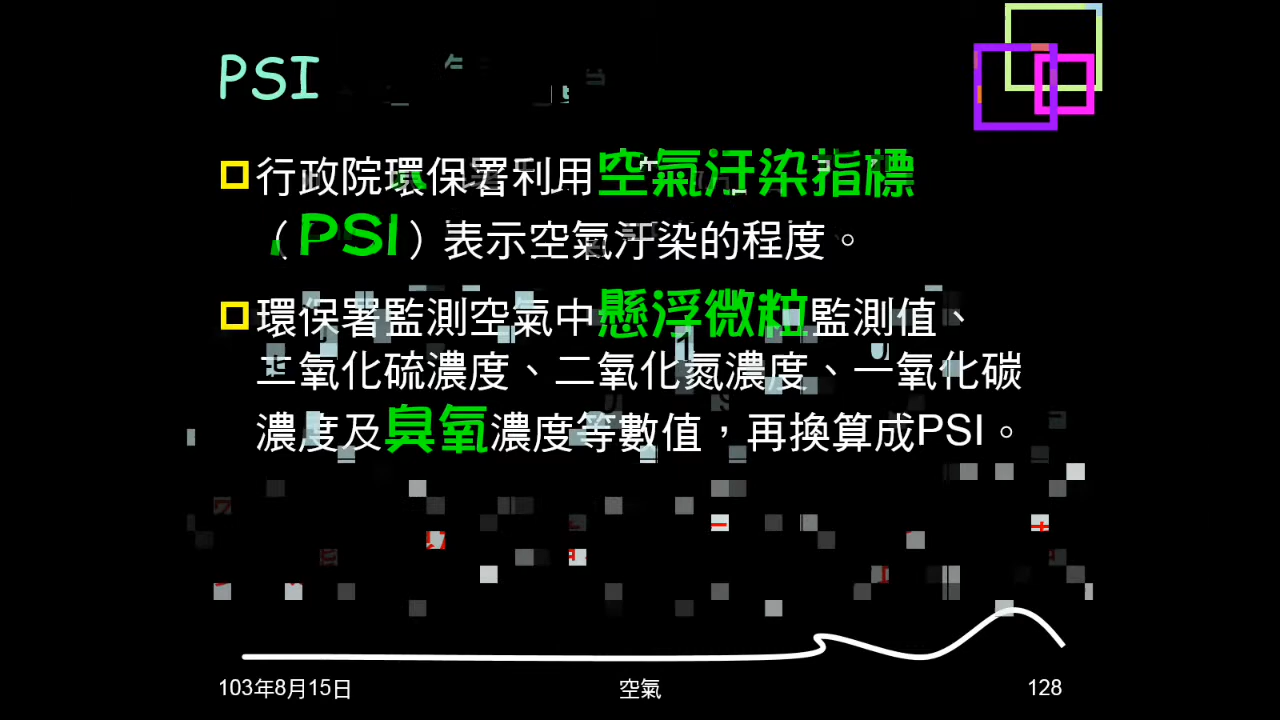 PSI
行政院環保署利用空氣汙染指標
（PSI）表示空氣汙染的程度。
環保署監測空氣中懸浮微粒監測值、
二氧化硫濃度、二氧化氮濃度、一氧化碳
濃度及臭氧濃度等數值，再換算成PSI。
103年8月15日
空氣
128